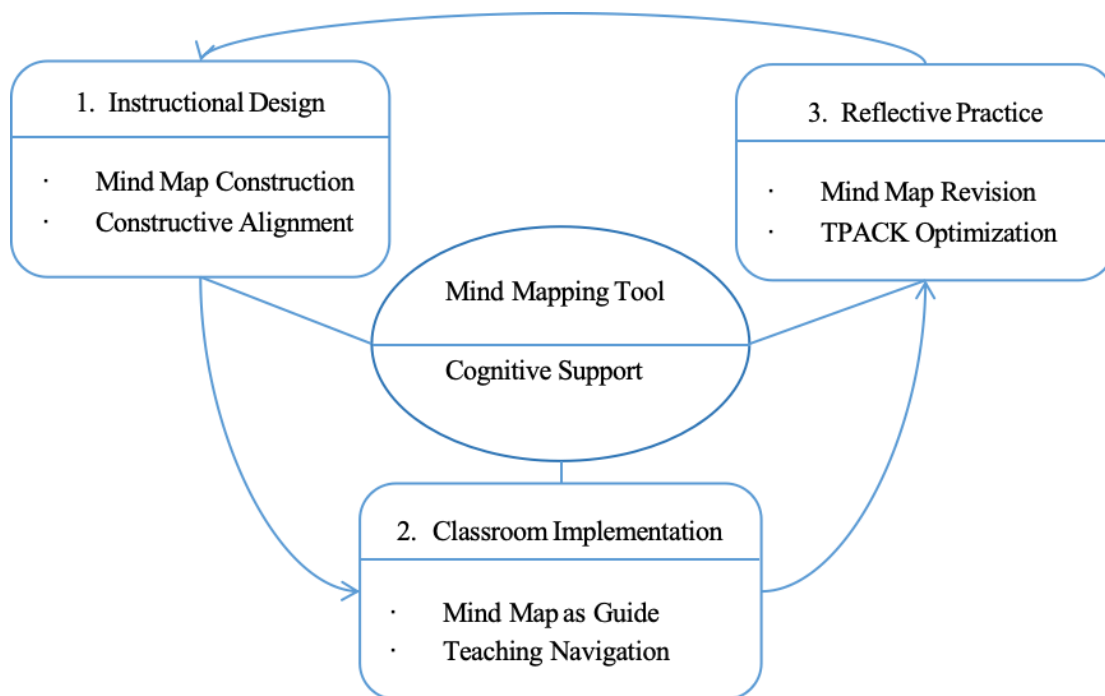 1. Instructional Design
· Mind Map Construction
· Constructive Alignment
3. Reflective Practice
· Mind Map Revision
· TPACK Optimization
Mind Mapping Tool
Cognitive Support
2. Classroom Implementation
· Mind Map as Guide
· Teaching Navigation